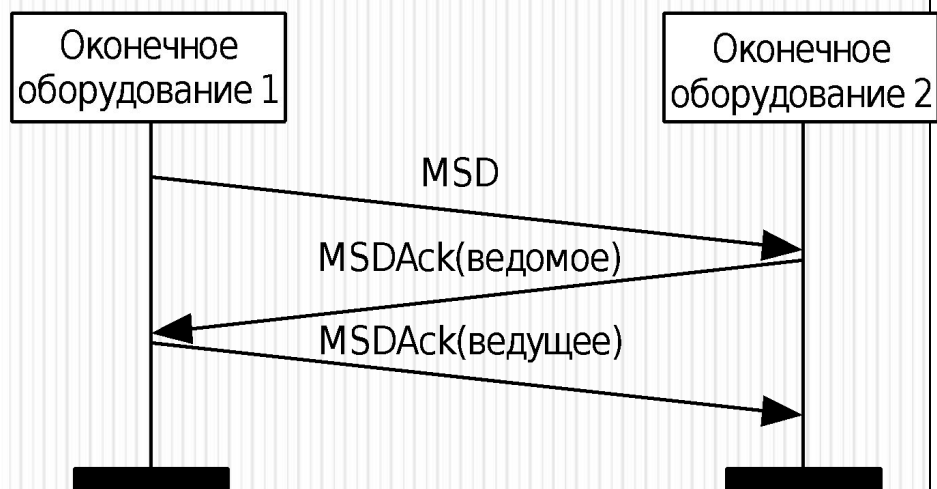 Оконечное
оборудование 1
Оконечное
оборудование 2
MSD
MSDAck(ведомое)
MSDAck(ведущее)